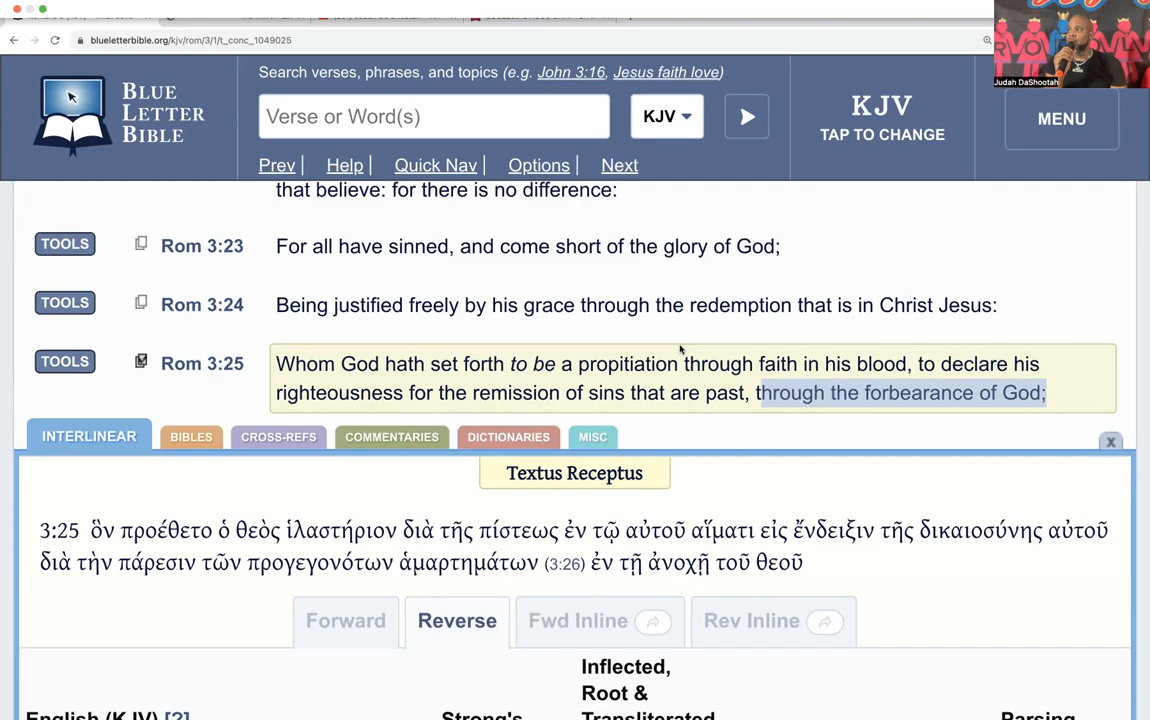 blueletterbible.org/kjv/rom/3/1/t_conc_1049025
Judah DaShootah
BLUE
LETTER
BIBLE
Search verses, phrases, and topics (e.g. John 3:16, Jesus faith love)
Verse or Word(s)
KJV
KJV
TAP TO CHANGE
MENU
Prev | Help | Quick Nav | Options | Next
that believe: for there is no difference:
TOOLS Rom 3:23 For all have sinned, and come short of the glory of God;
TOOLS Rom 3:24 Being justified freely by his grace through the redemption that is in Christ Jesus:
TOOLS Rom 3:25 Whom God hath set forth to be a propitiation through faith in his blood, to declare his
righteousness for the remission of sins that are past, through the forbearance of God;
INTERLINEAR BIBLES CROSS-REFS COMMENTARIES DICTIONARIES MISC X
Textus Receptus
3:25 ὃν προέθετο ὁ θεὸς ἱλαστήριον διὰ τῆς πίστεως ἐν τῷ αὐτοῦ αἵματι εἰς ἔνδειξιν τῆς δικαιοσύνης αὐτοῦ
διὰ τὴν πάρεσιν τῶν προγεγονότων ἁμαρτημάτων (3:26) ἐν τῇ ἀνοχῇ τοῦ θεοῦ
Forward Reverse Fwd Inline Rev Inline
Inflected,
Root &
English (KJV) [?] Strong's Transliterated Parsing